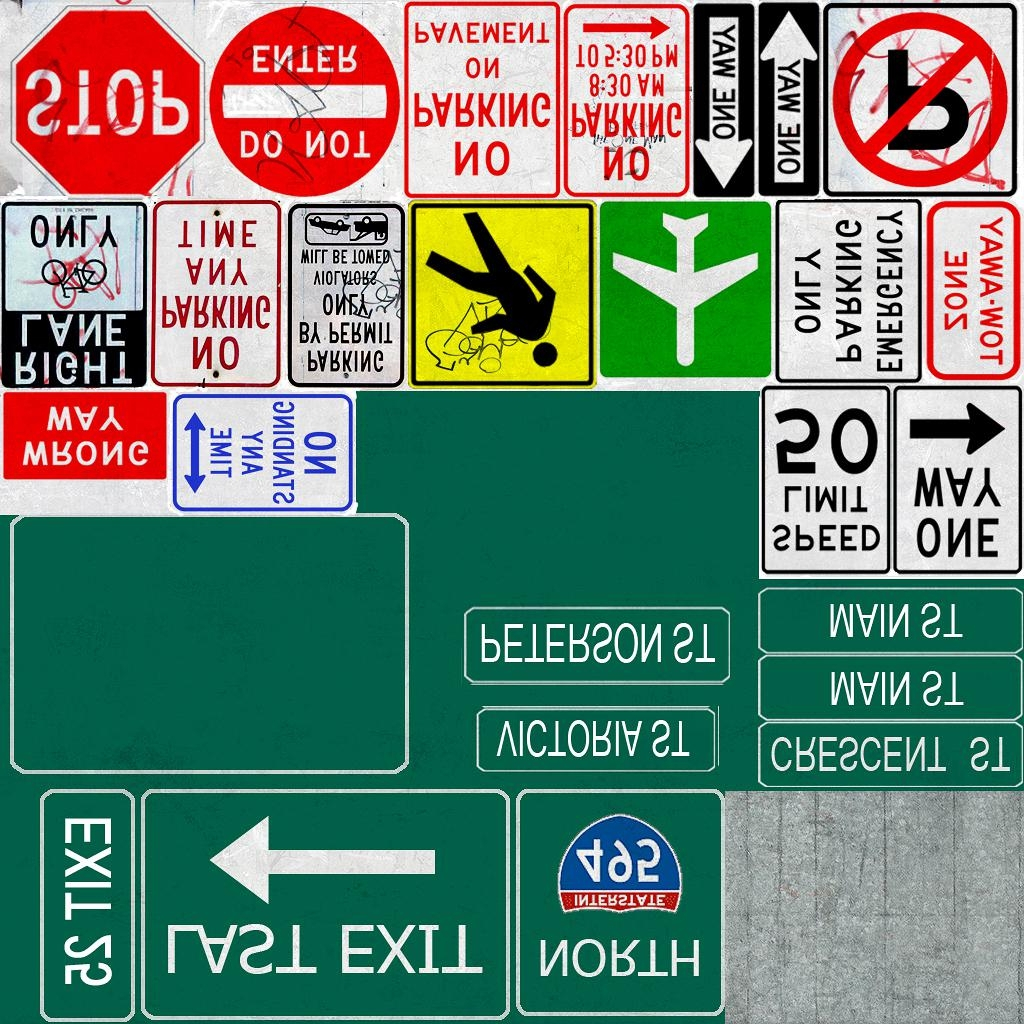 STOP
DO NOT
ENTER
NO
PARKING
ON
PAVEMENT
NO
PARKING
8:30 AM
TO 5:30 PM
ONE WAY
ONE WAY
P
RIGHT
LANE
ONLY
NO
PARKING
ANY
TIME
PARKING
BY PERMIT
ONLY
VIOLATORS
WILL BE TOWED
EMERGENCY
PARKING
ONLY
TOW-AWAY
ZONE
WRONG
WAY
NO
STANDING
ANY
TIME
SPEED
LIMIT
50
ONE
WAY
PETERSON ST
VICTORIA ST
MAIN ST
MAIN ST
CRESCENT ST
EXIT 25
LAST EXIT
INTERSTATE
495
NORTH